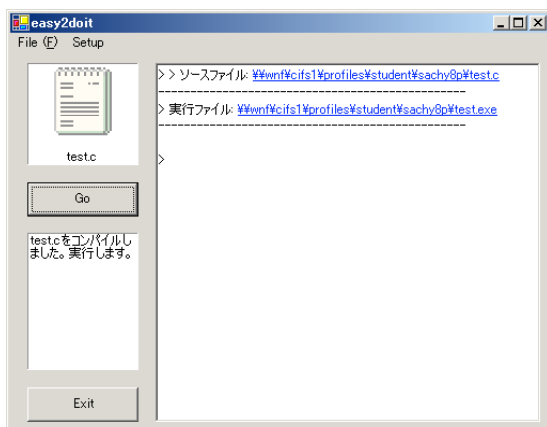 easy2doit
File (F) Setup
test.c
Go
test.cをコンパイルし
ました。実行します。
Exit
> > ソースファイル: ¥¥wnf¥cifs1¥profiles¥student¥sachy8p¥test.c
------------------------------------------------
> 実行ファイル: ¥¥wnf¥cifs1¥profiles¥student¥sachy8p¥test.exe
------------------------------------------------
>